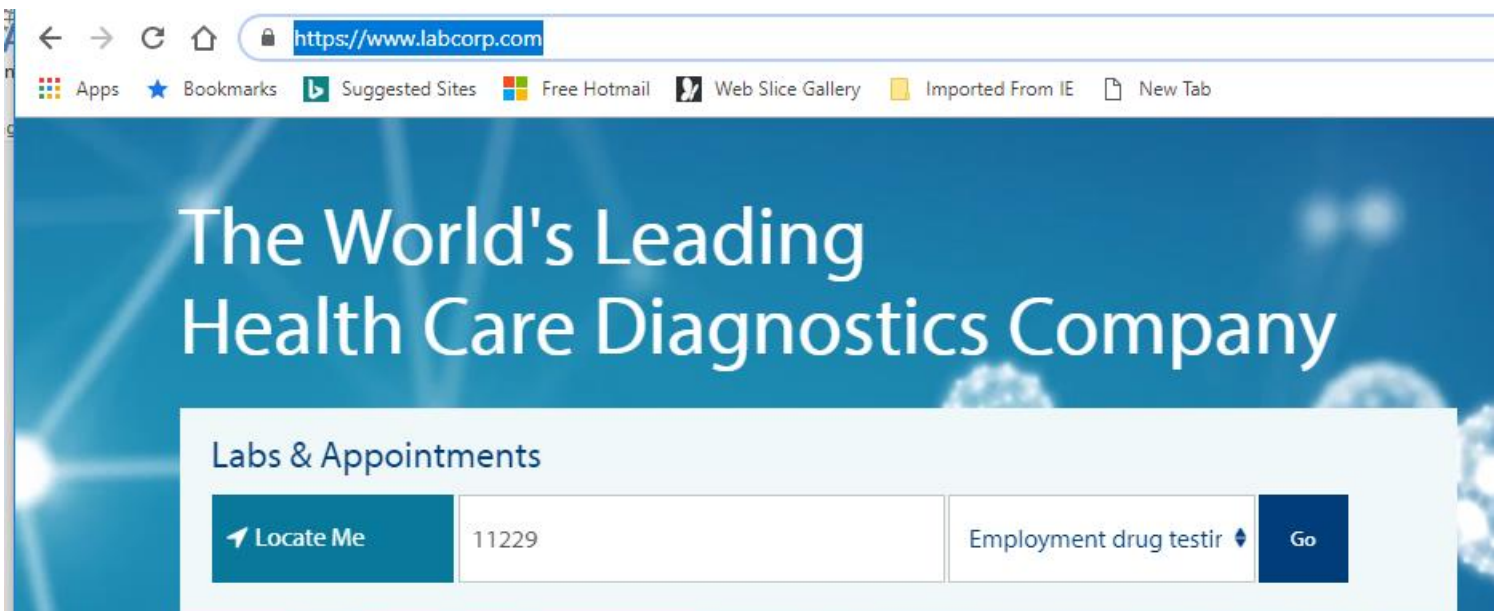 https://www.labcorp.com
Apps Bookmarks Suggested Sites Free Hotmail Web Slice Gallery Imported From IE New Tab
The World's Leading
Health Care Diagnostics Company
Labs & Appointments
Locate Me 11229 Employment drug testir Go